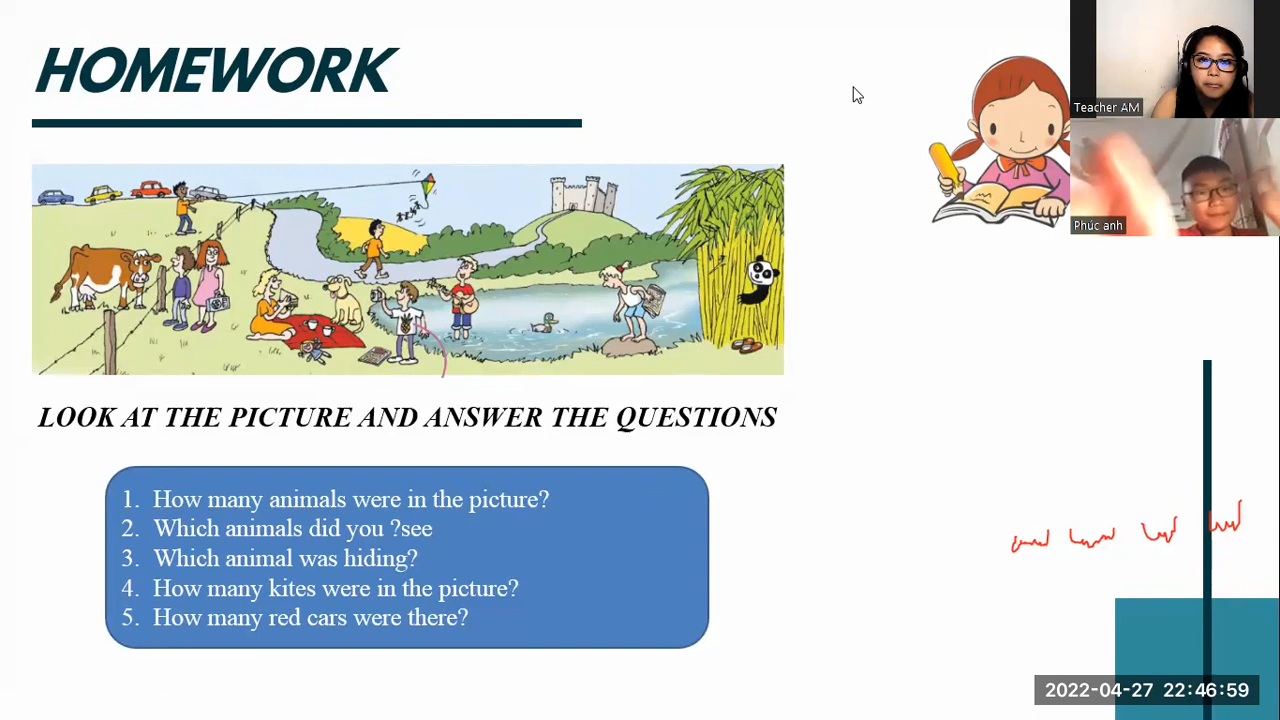 HOMEWORK
Teacher AM
Phúc anh
LOOK AT THE PICTURE AND ANSWER THE QUESTIONS
1. How many animals were in the picture?
2. Which animals did you ?see
3. Which animal was hiding?
4. How many kites were in the picture?
5. How many red cars were there?
2022-04-27 22:46:59